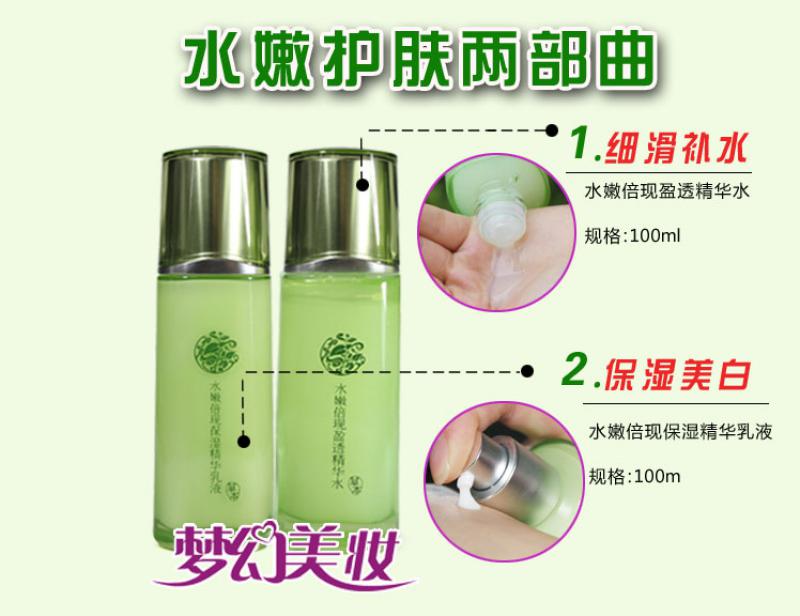 水嫩护肤两部曲
1.细滑补水
水嫩倍现盈透精华水
规格:100ml
2.保湿美白
水嫩倍现保湿精华乳液
规格:100m
水嫩倍现保湿精华乳液
水嫩倍现盈透精华水
梦幻美妆